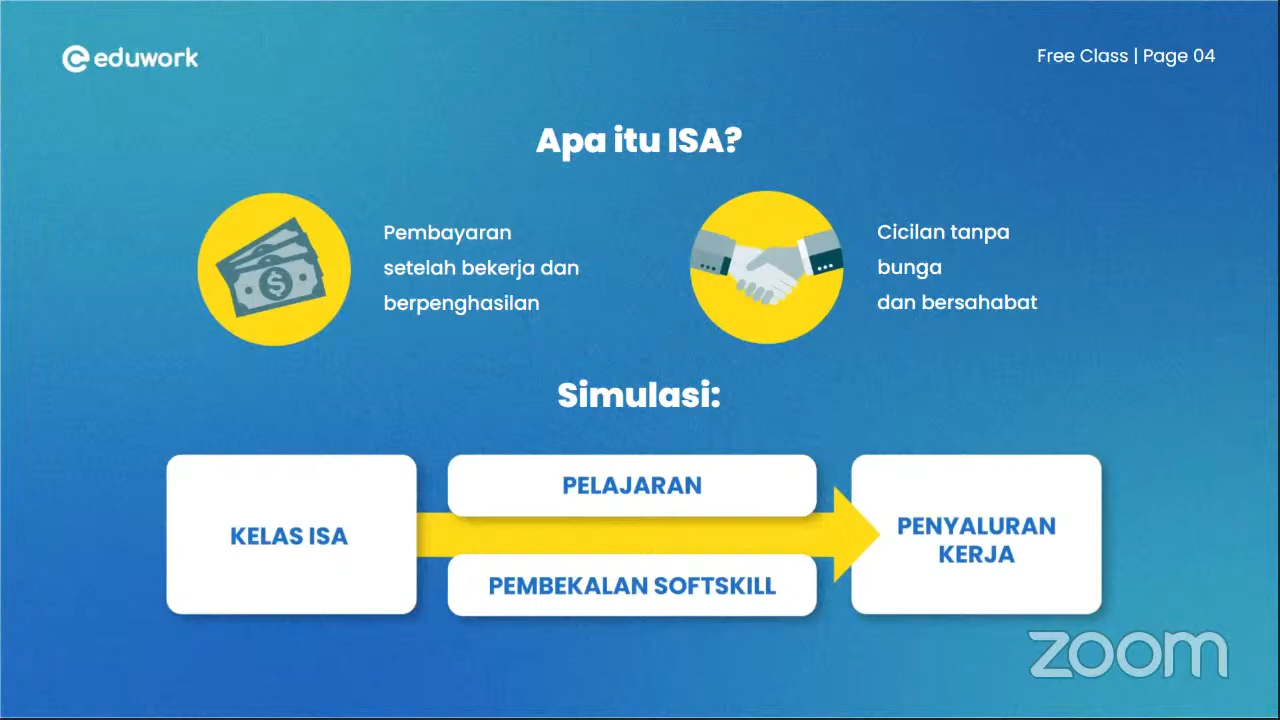 eduwork
Free Class | Page 04
Apa itu ISA?
Pembayaran
setelah bekerja dan
berpenghasilan
Cicilan tanpa
bunga
dan bersahabat
Simulasi:
KELAS ISA
PELAJARAN
PEMBEKALAN SOFTSKILL
PENYALURAN
KERJA
zoom